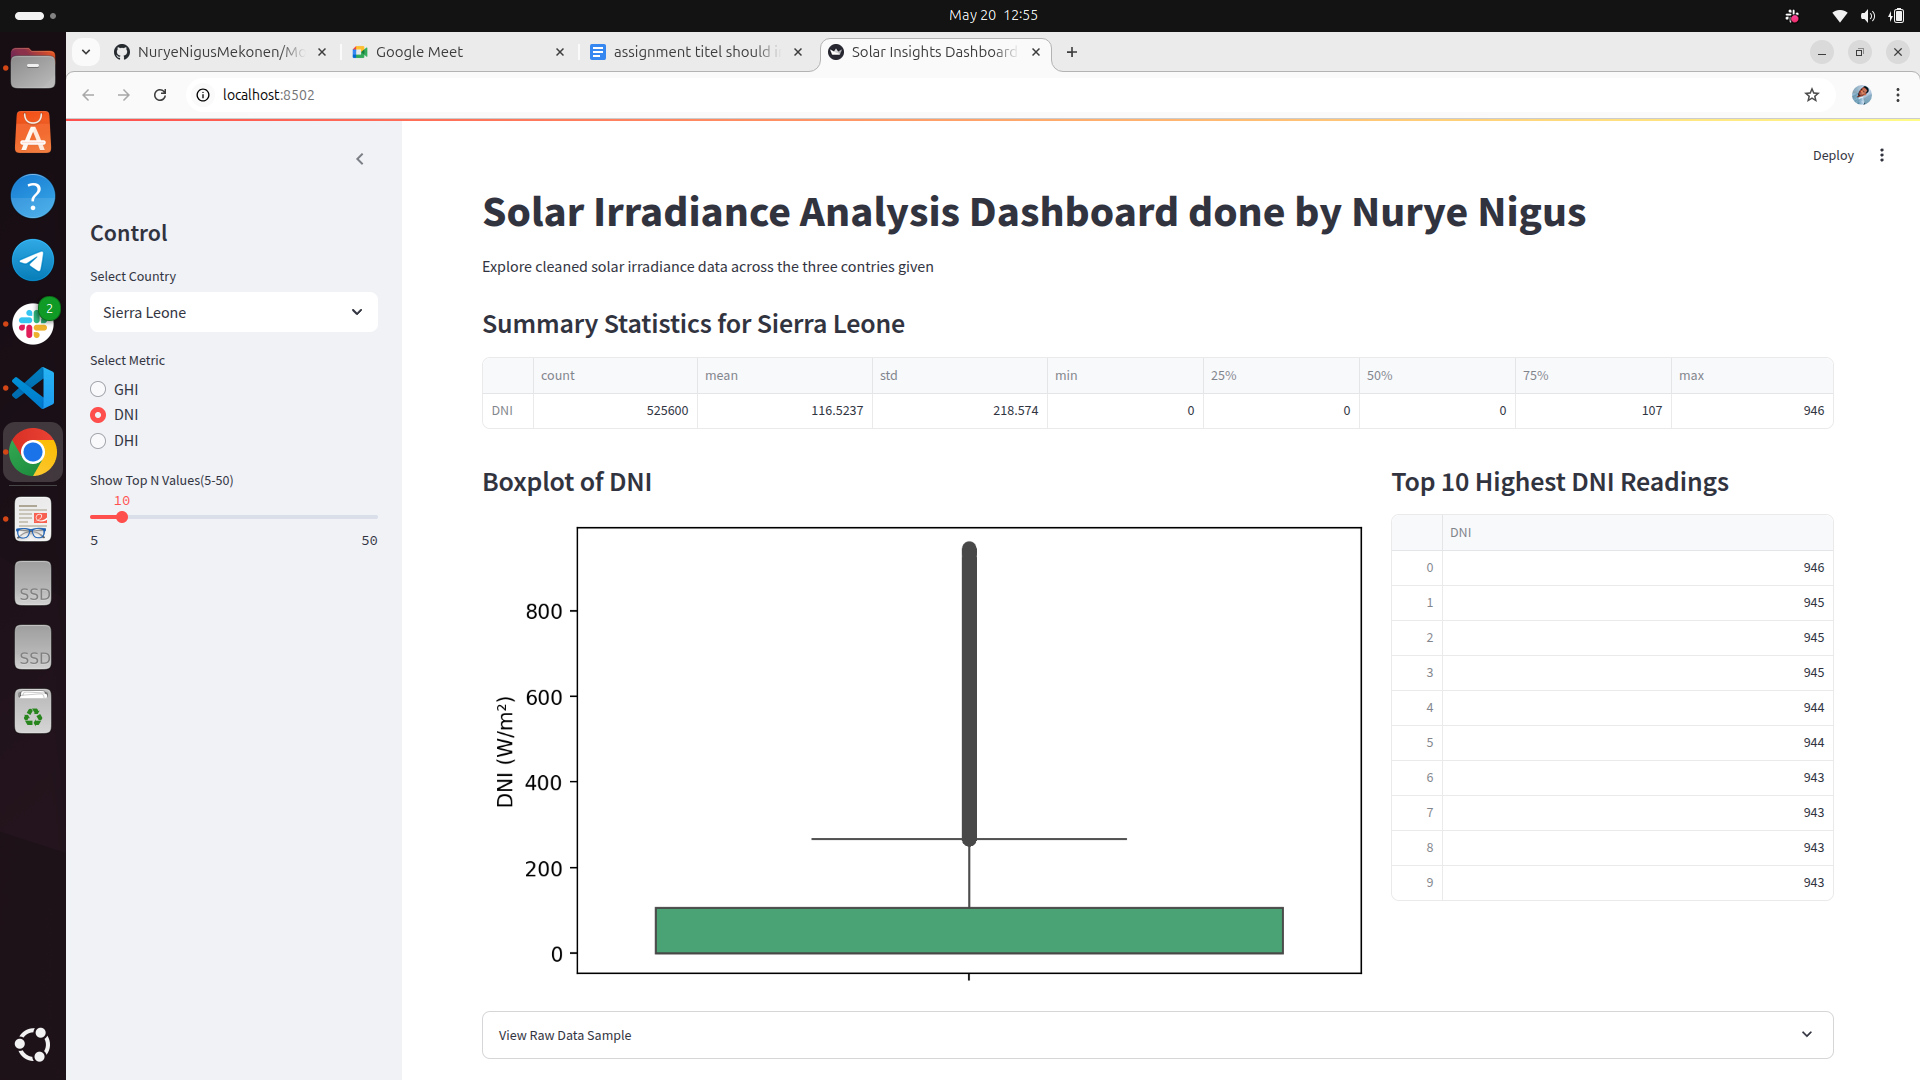 May 20 12:55
NuryeNigusMekonen/Mo
Google Meet
assignment titel should i
Solar Insights Dashboard
localhost:8502
Deploy
2
SSD
SSD
Control
Select Country
Sierra Leone
Select Metric
GHI
DNI
DHI
Show Top N Values(5-50)
10
5 50
Solar Irradiance Analysis Dashboard done by Nurye Nigus
Explore cleaned solar irradiance data across the three contries given
Summary Statistics for Sierra Leone
count mean std min 25% 50% 75% max
DNI 525600 116.5237 218.574 0 0 0 107 946
Boxplot of DNI
800
600
400
200
0
DNI (W/m²)
Top 10 Highest DNI Readings
DNI
0 946
1 945
2 945
3 945
4 944
5 944
6 943
7 943
8 943
9 943
View Raw Data Sample